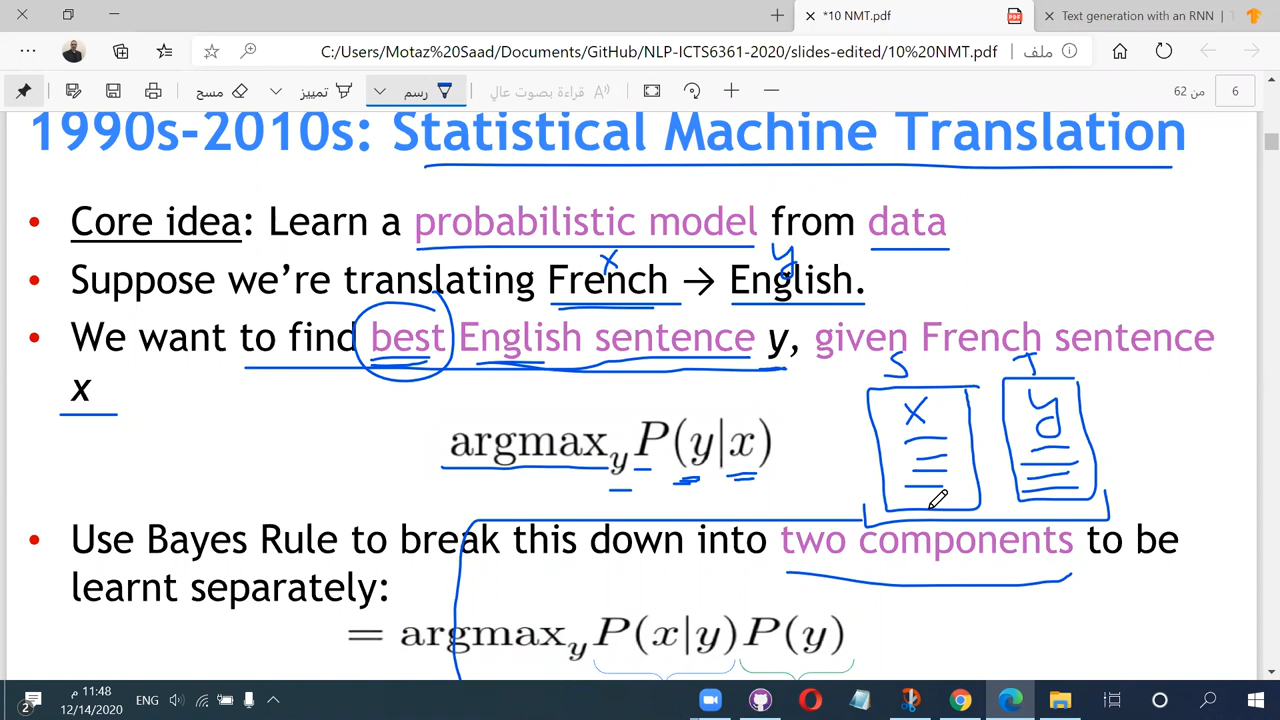 *10 NMT.pdf
Text generation with an RNN
C:/Users/Motaz%20Saad/Documents/GitHub/NLP-ICTS6361-2020/slides-edited/10%20NMT.pdf
ملف
مسح
تمييز
رسم
قراءة بصوت عالٍ
6 من 62
1990s-2010s: Statistical Machine Translation
• Core idea: Learn a probabilistic model from data
x y
• Suppose we’re translating French → English.
• We want to find best English sentence y, given French sentence
x
S T
x y
argmax_y P(y|x)
• Use Bayes Rule to break this down into two components to be
learnt separately:
= argmax_y P(x|y)P(y)
11:48 م
ENG
12/14/2020
2